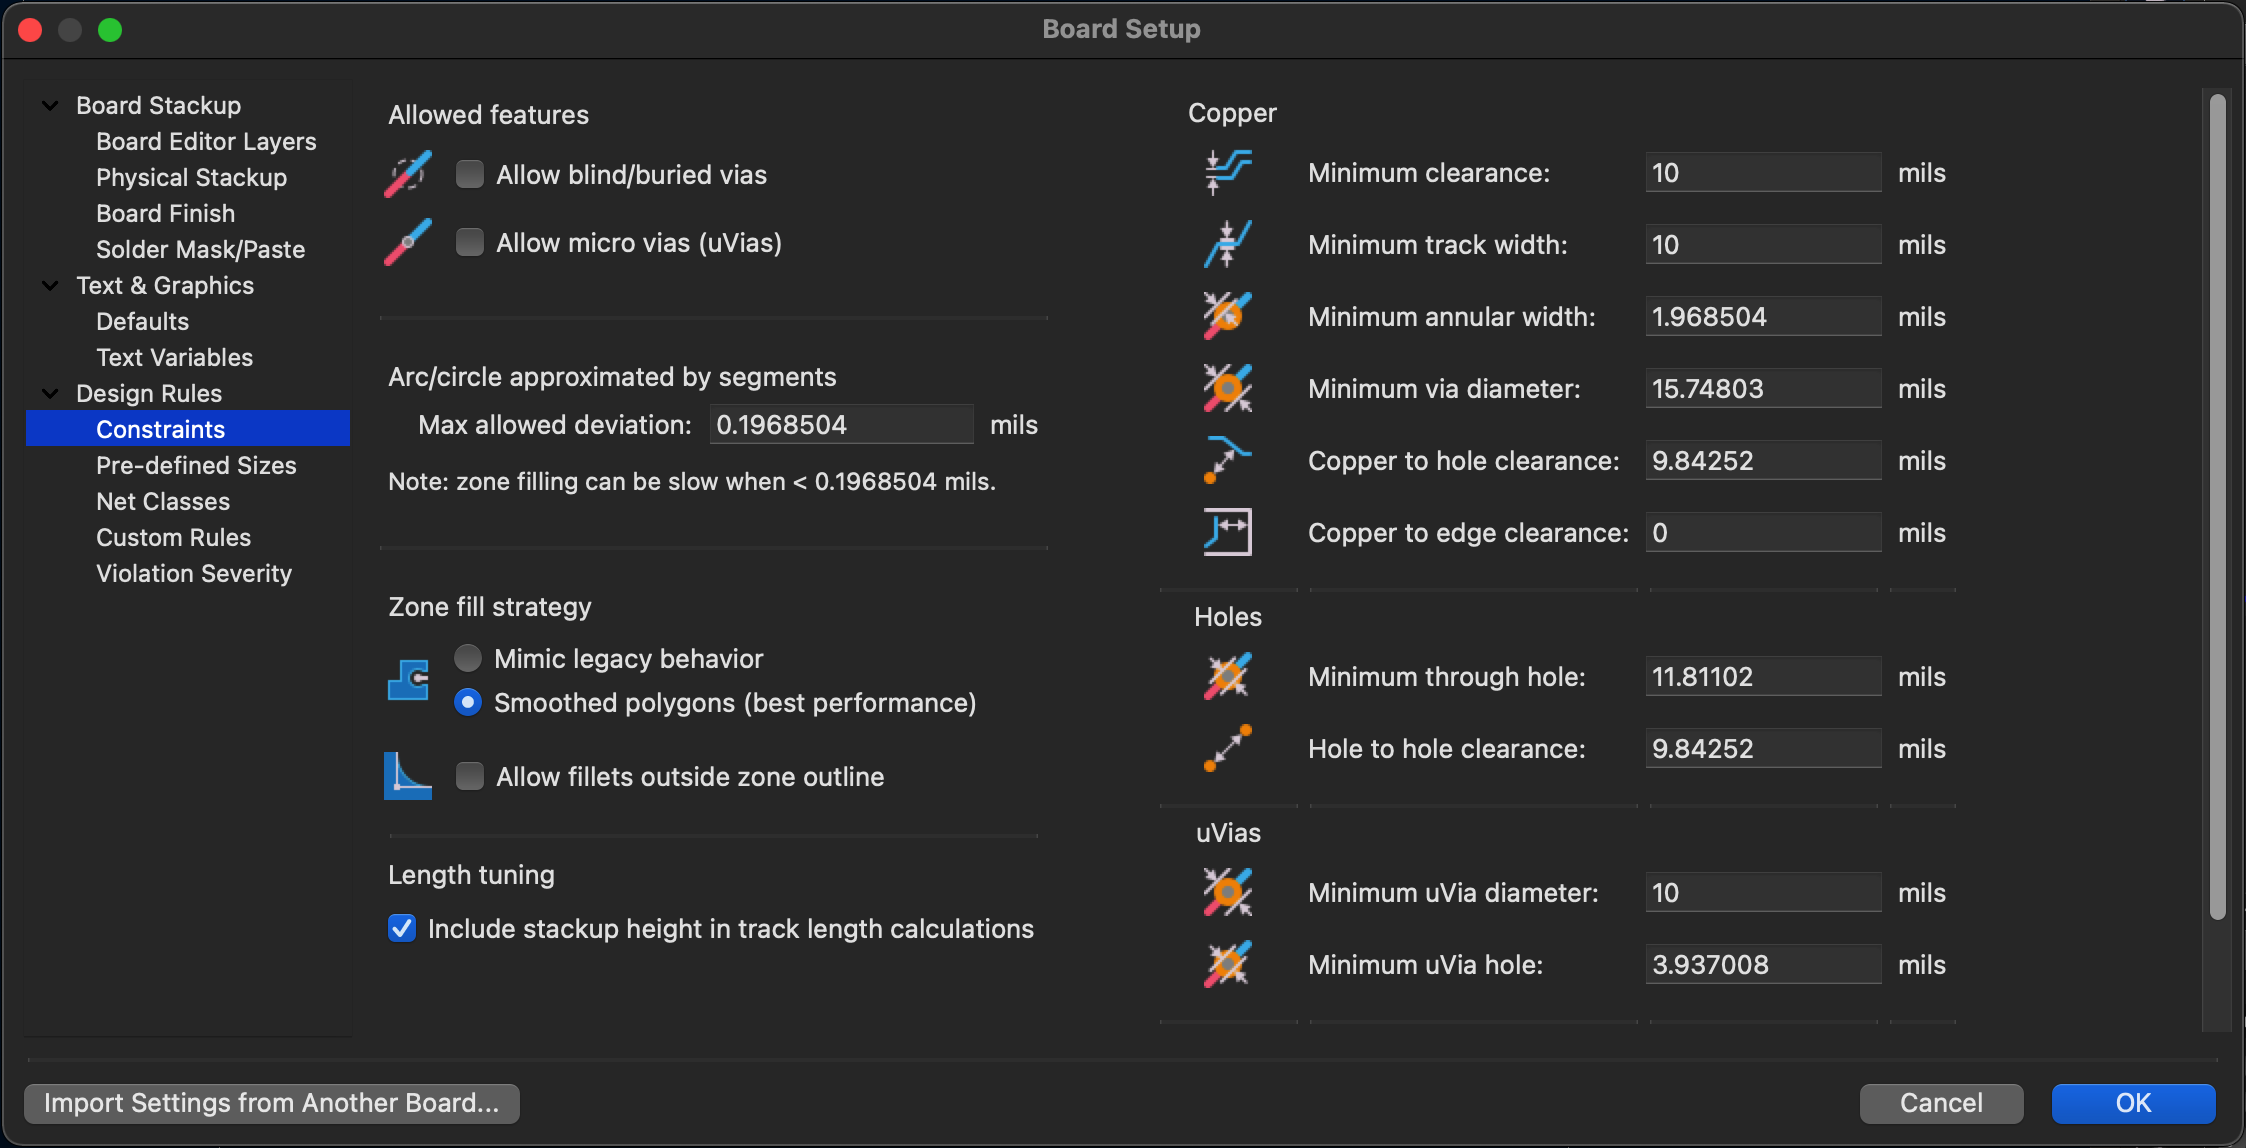 Board Setup
Board Stackup
Board Editor Layers
Physical Stackup
Board Finish
Solder Mask/Paste
Text & Graphics
Defaults
Text Variables
Design Rules
Constraints
Pre-defined Sizes
Net Classes
Custom Rules
Violation Severity
Allowed features
Allow blind/buried vias
Allow micro vias (uVias)
Arc/circle approximated by segments
Max allowed deviation: 0.1968504 mils
Note: zone filling can be slow when < 0.1968504 mils.
Zone fill strategy
Mimic legacy behavior
Smoothed polygons (best performance)
Allow fillets outside zone outline
Length tuning
Include stackup height in track length calculations
Copper
Minimum clearance: 10 mils
Minimum track width: 10 mils
Minimum annular width: 1.968504 mils
Minimum via diameter: 15.74803 mils
Copper to hole clearance: 9.84252 mils
Copper to edge clearance: 0 mils
Holes
Minimum through hole: 11.81102 mils
Hole to hole clearance: 9.84252 mils
uVias
Minimum uVia diameter: 10 mils
Minimum uVia hole: 3.937008 mils
Import Settings from Another Board...
Cancel
OK